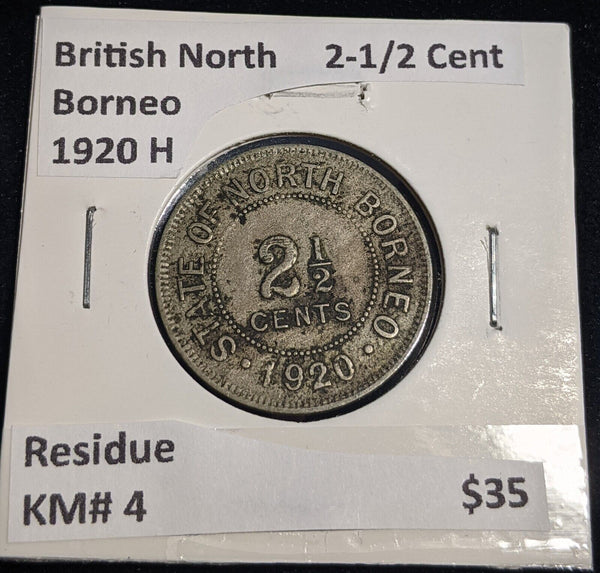 British North 2-1/2 Cent
Borneo
1920 H
STATE OF NORTH BORNEO
2 1/2
CENTS
· 1920 ·
Residue
KM# 4 $35